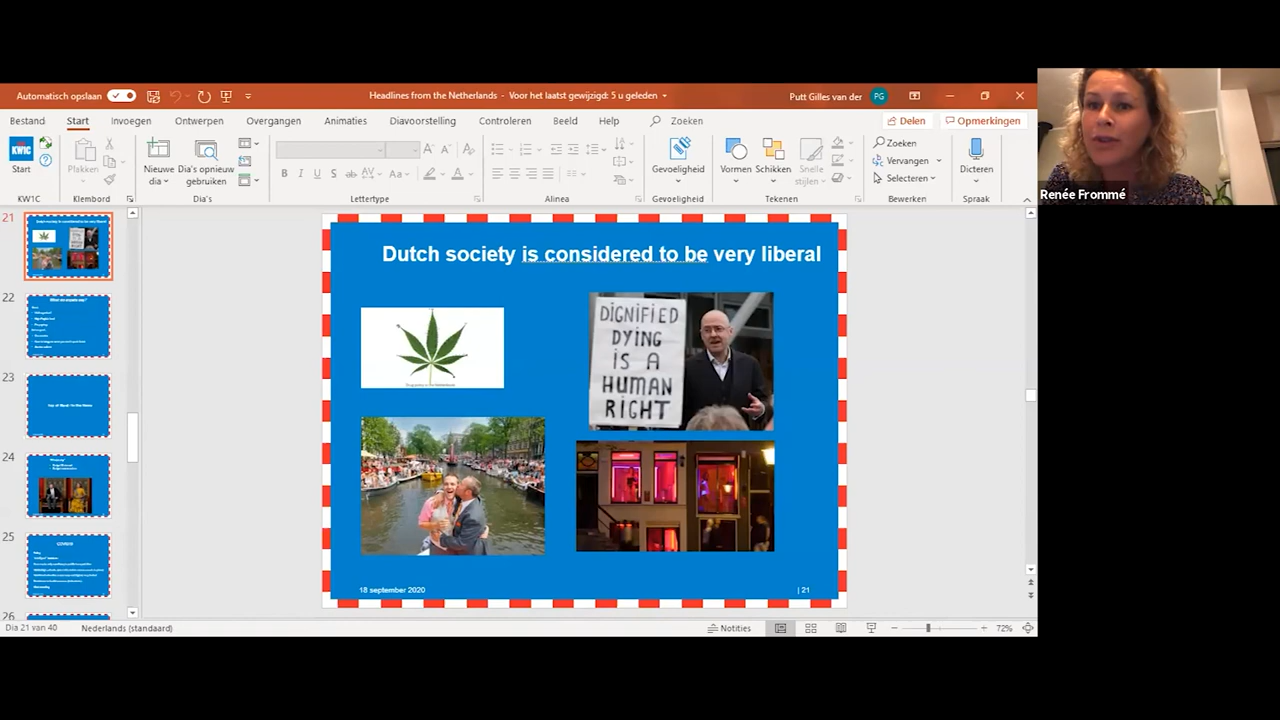 Automatisch opslaan
Headlines from the Netherlands - Voor het laatst gewijzigd: 5 u geleden
Putt Gilles van der
PG
Bestand Start Invoegen Ontwerpen Overgangen Animaties Diavoorstelling Controleren Beeld Help Zoeken
Delen Opmerkingen
KW1C
Start
Plakken
Nieuwe dia
Dia's opnieuw gebruiken
B I U S ab AV Aa A
Gevoeligheid
Vormen
Schikken
Snelle stijlen
Zoeken
Vervangen
Selecteren
Dicteren
KW1C Klembord Dia's Lettertype Alinea Gevoeligheid Tekenen Bewerken Spraak
Renée Frommé
21
22
23
24
25
26
Dutch society is considered to be very liberal
DIGNIFIED
DYING
IS A
HUMAN
RIGHT
18 september 2020
| 21
Dia 21 van 40
Nederlands (standaard)
Notities
72%